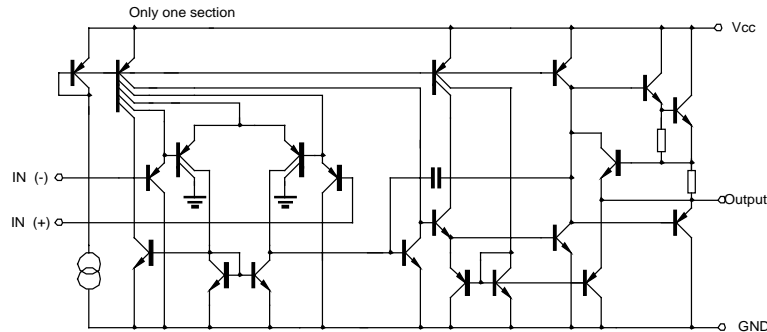 Only one section
Vcc
IN (-)
IN (+)
Output
GND